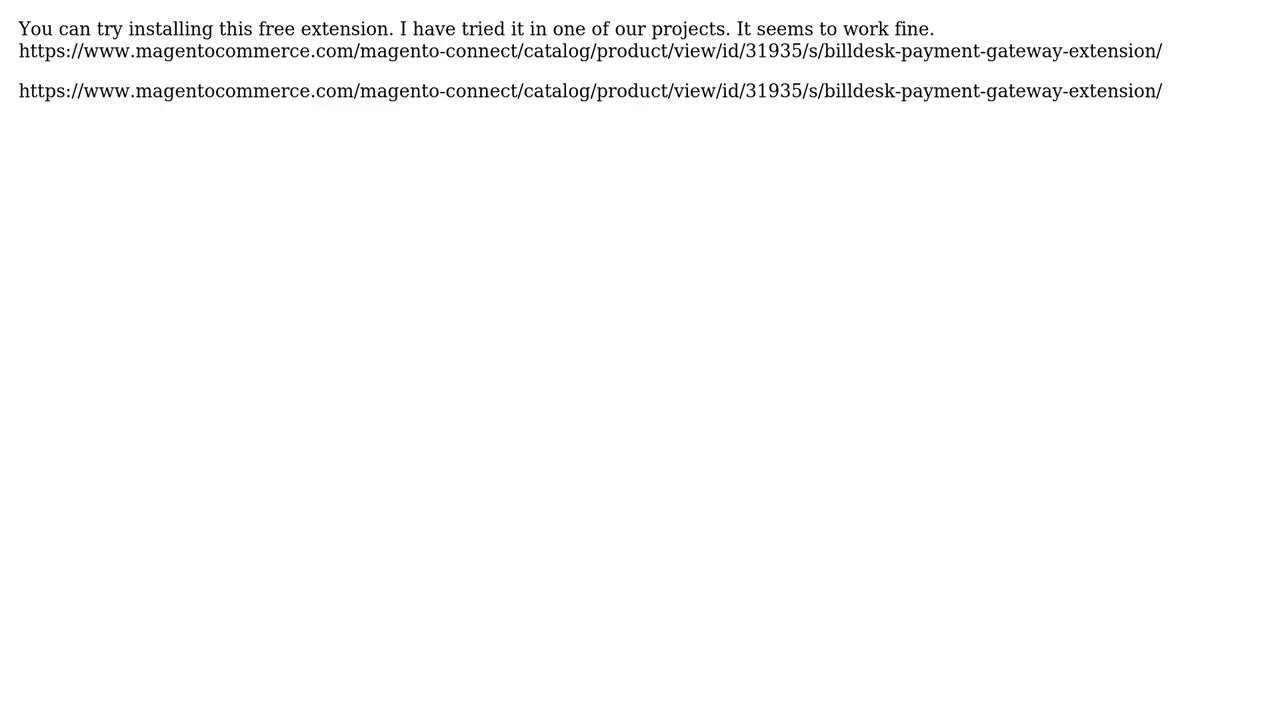 You can try installing this free extension. I have tried it in one of our projects. It seems to work fine.
https://www.magentocommerce.com/magento-connect/catalog/product/view/id/31935/s/billdesk-payment-gateway-extension/
https://www.magentocommerce.com/magento-connect/catalog/product/view/id/31935/s/billdesk-payment-gateway-extension/